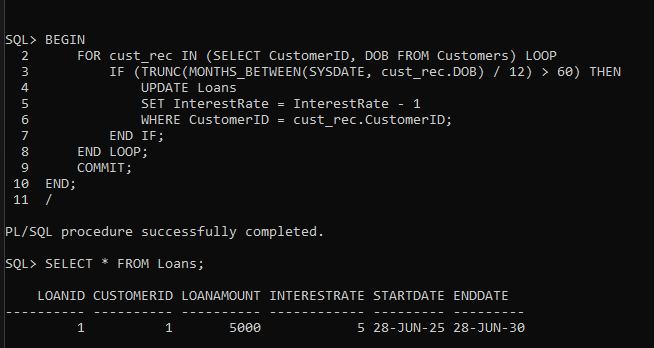 SQL> BEGIN
  2      FOR cust_rec IN (SELECT CustomerID, DOB FROM Customers) LOOP
  3          IF (TRUNC(MONTHS_BETWEEN(SYSDATE, cust_rec.DOB) / 12) > 60) THEN
  4              UPDATE Loans
  5              SET InterestRate = InterestRate - 1
  6              WHERE CustomerID = cust_rec.CustomerID;
  7          END IF;
  8      END LOOP;
  9      COMMIT;
 10  END;
 11  /
PL/SQL procedure successfully completed.
SQL> SELECT * FROM Loans;
    LOANID CUSTOMERID LOANAMOUNT INTERESTRATE STARTDATE ENDDATE
---------- ---------- ---------- ------------ --------- ---------
         1          1       5000            5 28-JUN-25 28-JUN-30